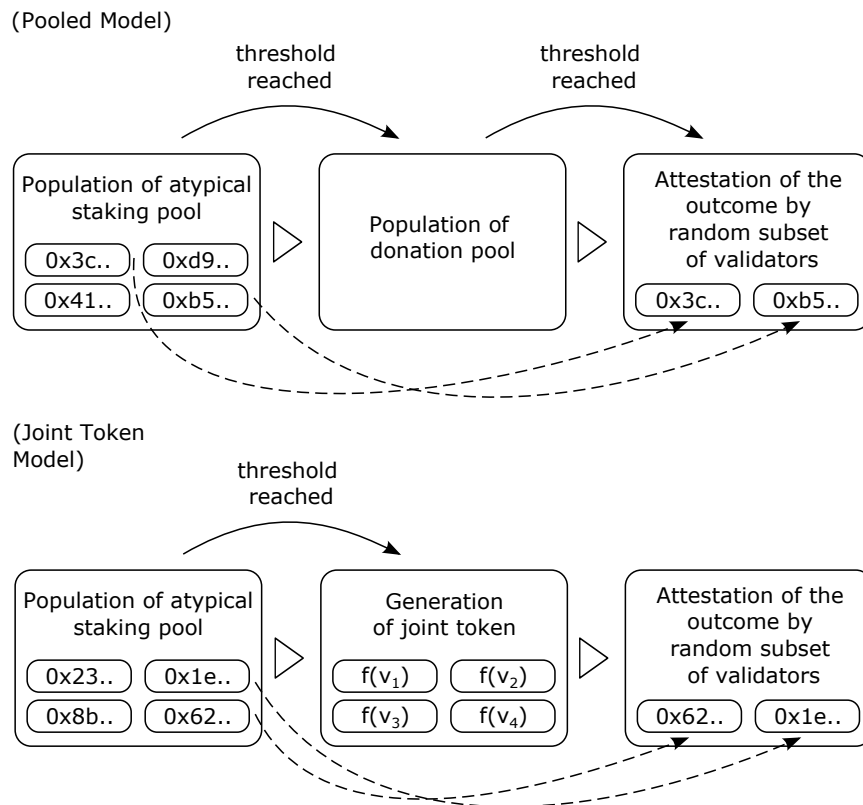 (Pooled Model)
threshold
reached
threshold
reached
Population of atypical
staking pool
0x3c.. 0xd9..
0x41.. 0xb5..
Population of
donation pool
Attestation of the
outcome by
random subset
of validators
0x3c.. 0xb5..
(Joint Token
Model)
threshold
reached
Population of atypical
staking pool
0x23.. 0x1e..
0x8b.. 0x62..
Generation
of joint token
f(v₁) f(v₂)
f(v₃) f(v₄)
Attestation of the
outcome by
random subset
of validators
0x62.. 0x1e..